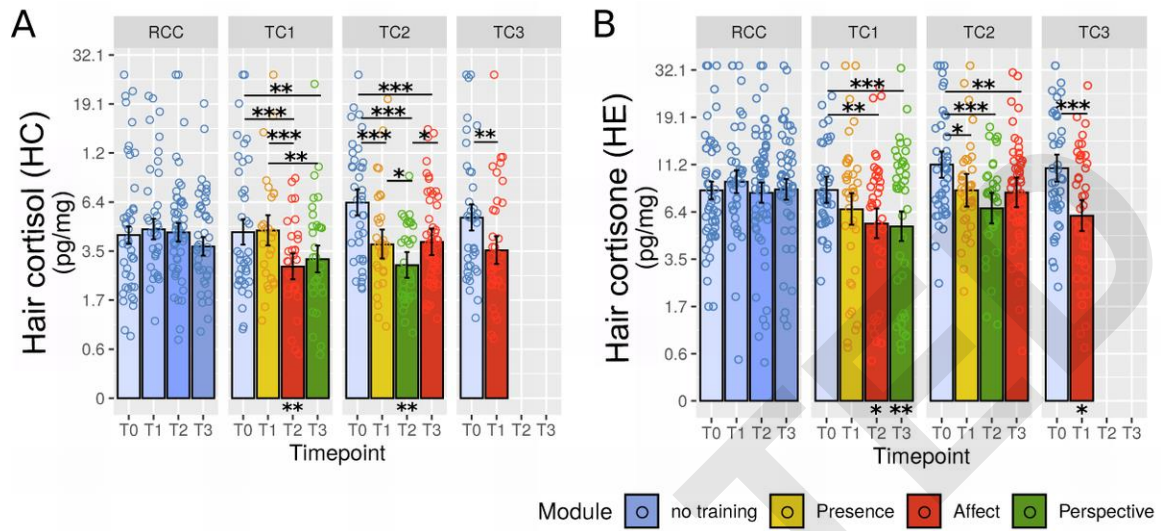 A
RCC TC1 TC2 TC3
Hair cortisol (HC)
(pg/mg)
32.1
19.1
1.2
6.4
3.5
1.7
0.6
0
** *** *** **
*** *** *** * *
**
** **
T0 T1 T2 T3 T0 T1 T2 T3 T0 T1 T2 T3 T0 T1 T2 T3
Timepoint
B
RCC TC1 TC2 TC3
Hair cortisone (HE)
(pg/mg)
32.1
19.1
11.2
6.4
3.5
1.7
0.6
0
*** **
** *** * ***
* ** *
T0 T1 T2 T3 T0 T1 T2 T3 T0 T1 T2 T3 T0 T1 T2 T3
Timepoint
Module no training Presence Affect Perspective
TED